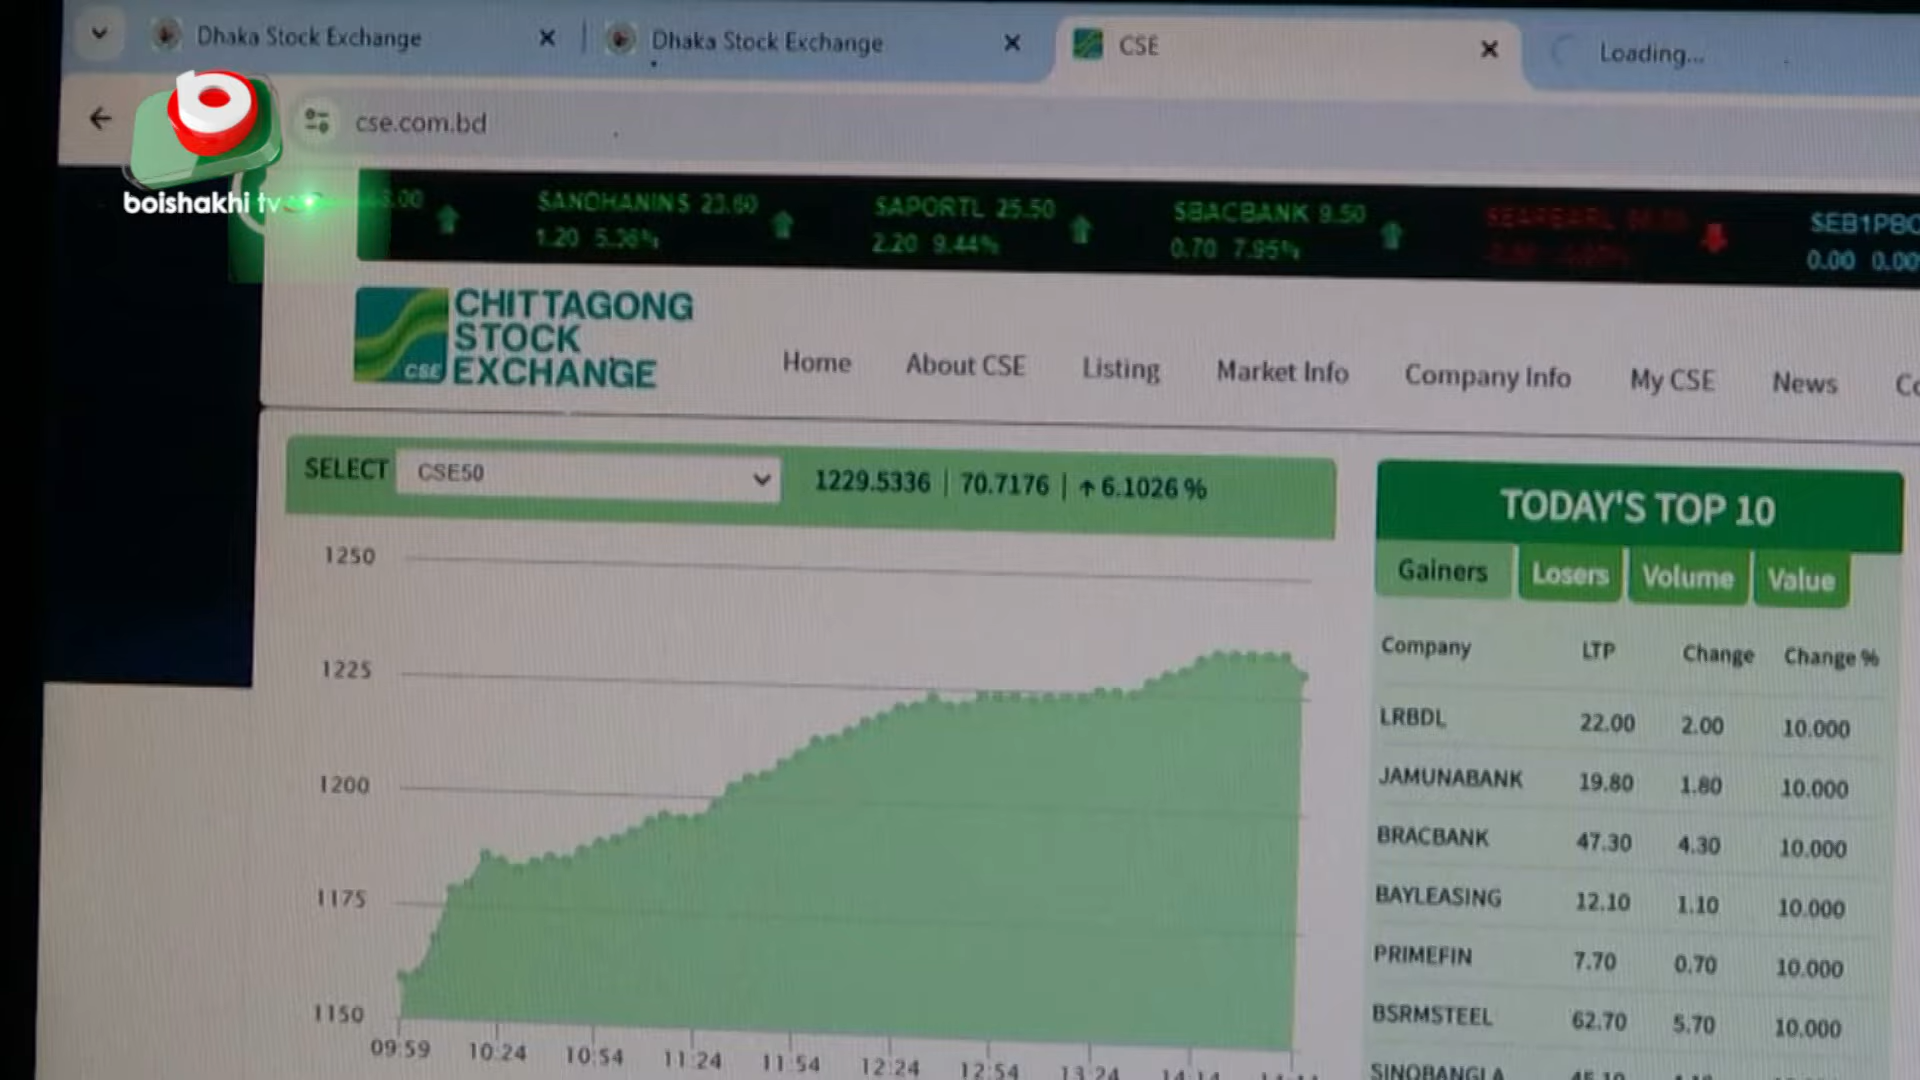 Dhaka Stock Exchange
Dhaka Stock Exchange
CSE
Loading...
cse.com.bd
boishakhi tv
SANDHANINS 23.60
1.20 5.36%
SAPORTL 25.50
2.20 9.44%
SBACBANK 9.50
0.70 7.95%
SEB1PBC
0.00 0.00
CHITTAGONG
STOCK
EXCHANGE
CSE
Home About CSE Listing Market Info Company Info My CSE News
SELECT CSE50 1229.5336 | 70.7176 | ↑ 6.1026 %
TODAY'S TOP 10
Gainers Losers Volume Value
Company LTP Change Change %
LRBDL 22.00 2.00 10.000
JAMUNABANK 19.80 1.80 10.000
BRACBANK 47.30 4.30 10.000
BAYLEASING 12.10 1.10 10.000
PRIMEFIN 7.70 0.70 10.000
BSRMSTEEL 62.70 5.70 10.000
SINOBANGLA
1250
1225
1200
1175
1150
09:59 10:24 10:54 11:24 11:54 12:24 12:54 13:24